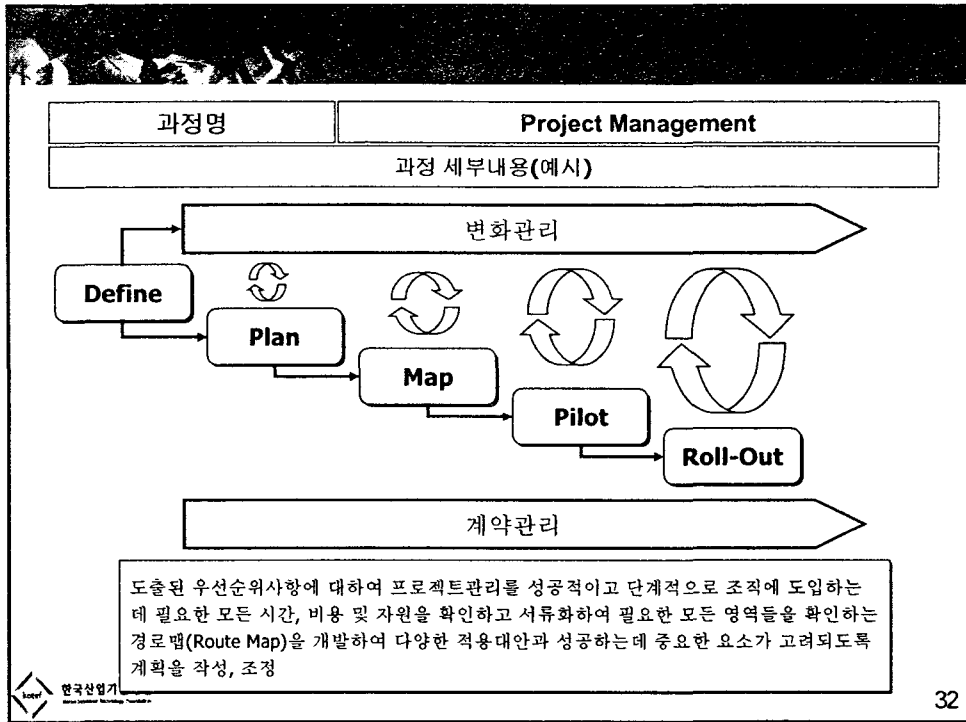 과정명
Project Management
과정 세부내용(예시)
변화관리
Define
Plan
Map
Pilot
Roll-Out
계약관리
도출된 우선순위사항에 대하여 프로젝트관리를 성공적이고 단계적으로 조직에 도입하는
데 필요한 모든 시간, 비용 및 자원을 확인하고 서류화하여 필요한 모든 영역들을 확인하는
경로맵(Route Map)을 개발하여 다양한 적용대안과 성공하는데 중요한 요소가 고려되도록
계획을 작성, 조정
kotef
한국산업기
32